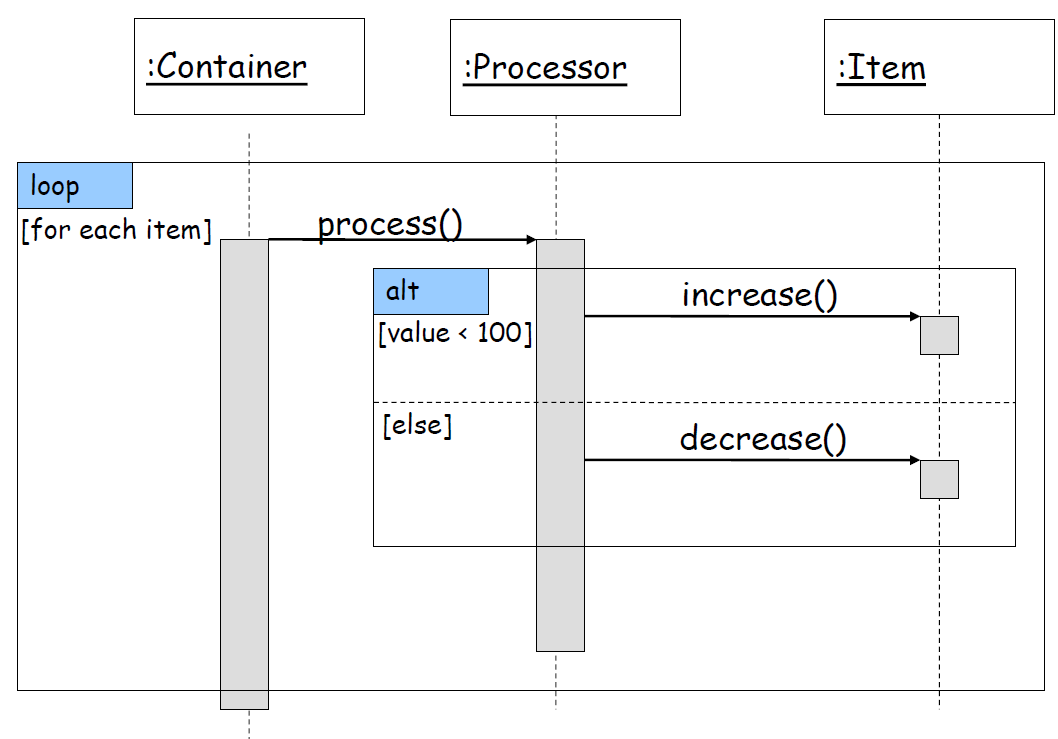 :Container
:Processor
:Item
loop
[for each item]
process()
alt
increase()
[value < 100]
[else]
decrease()